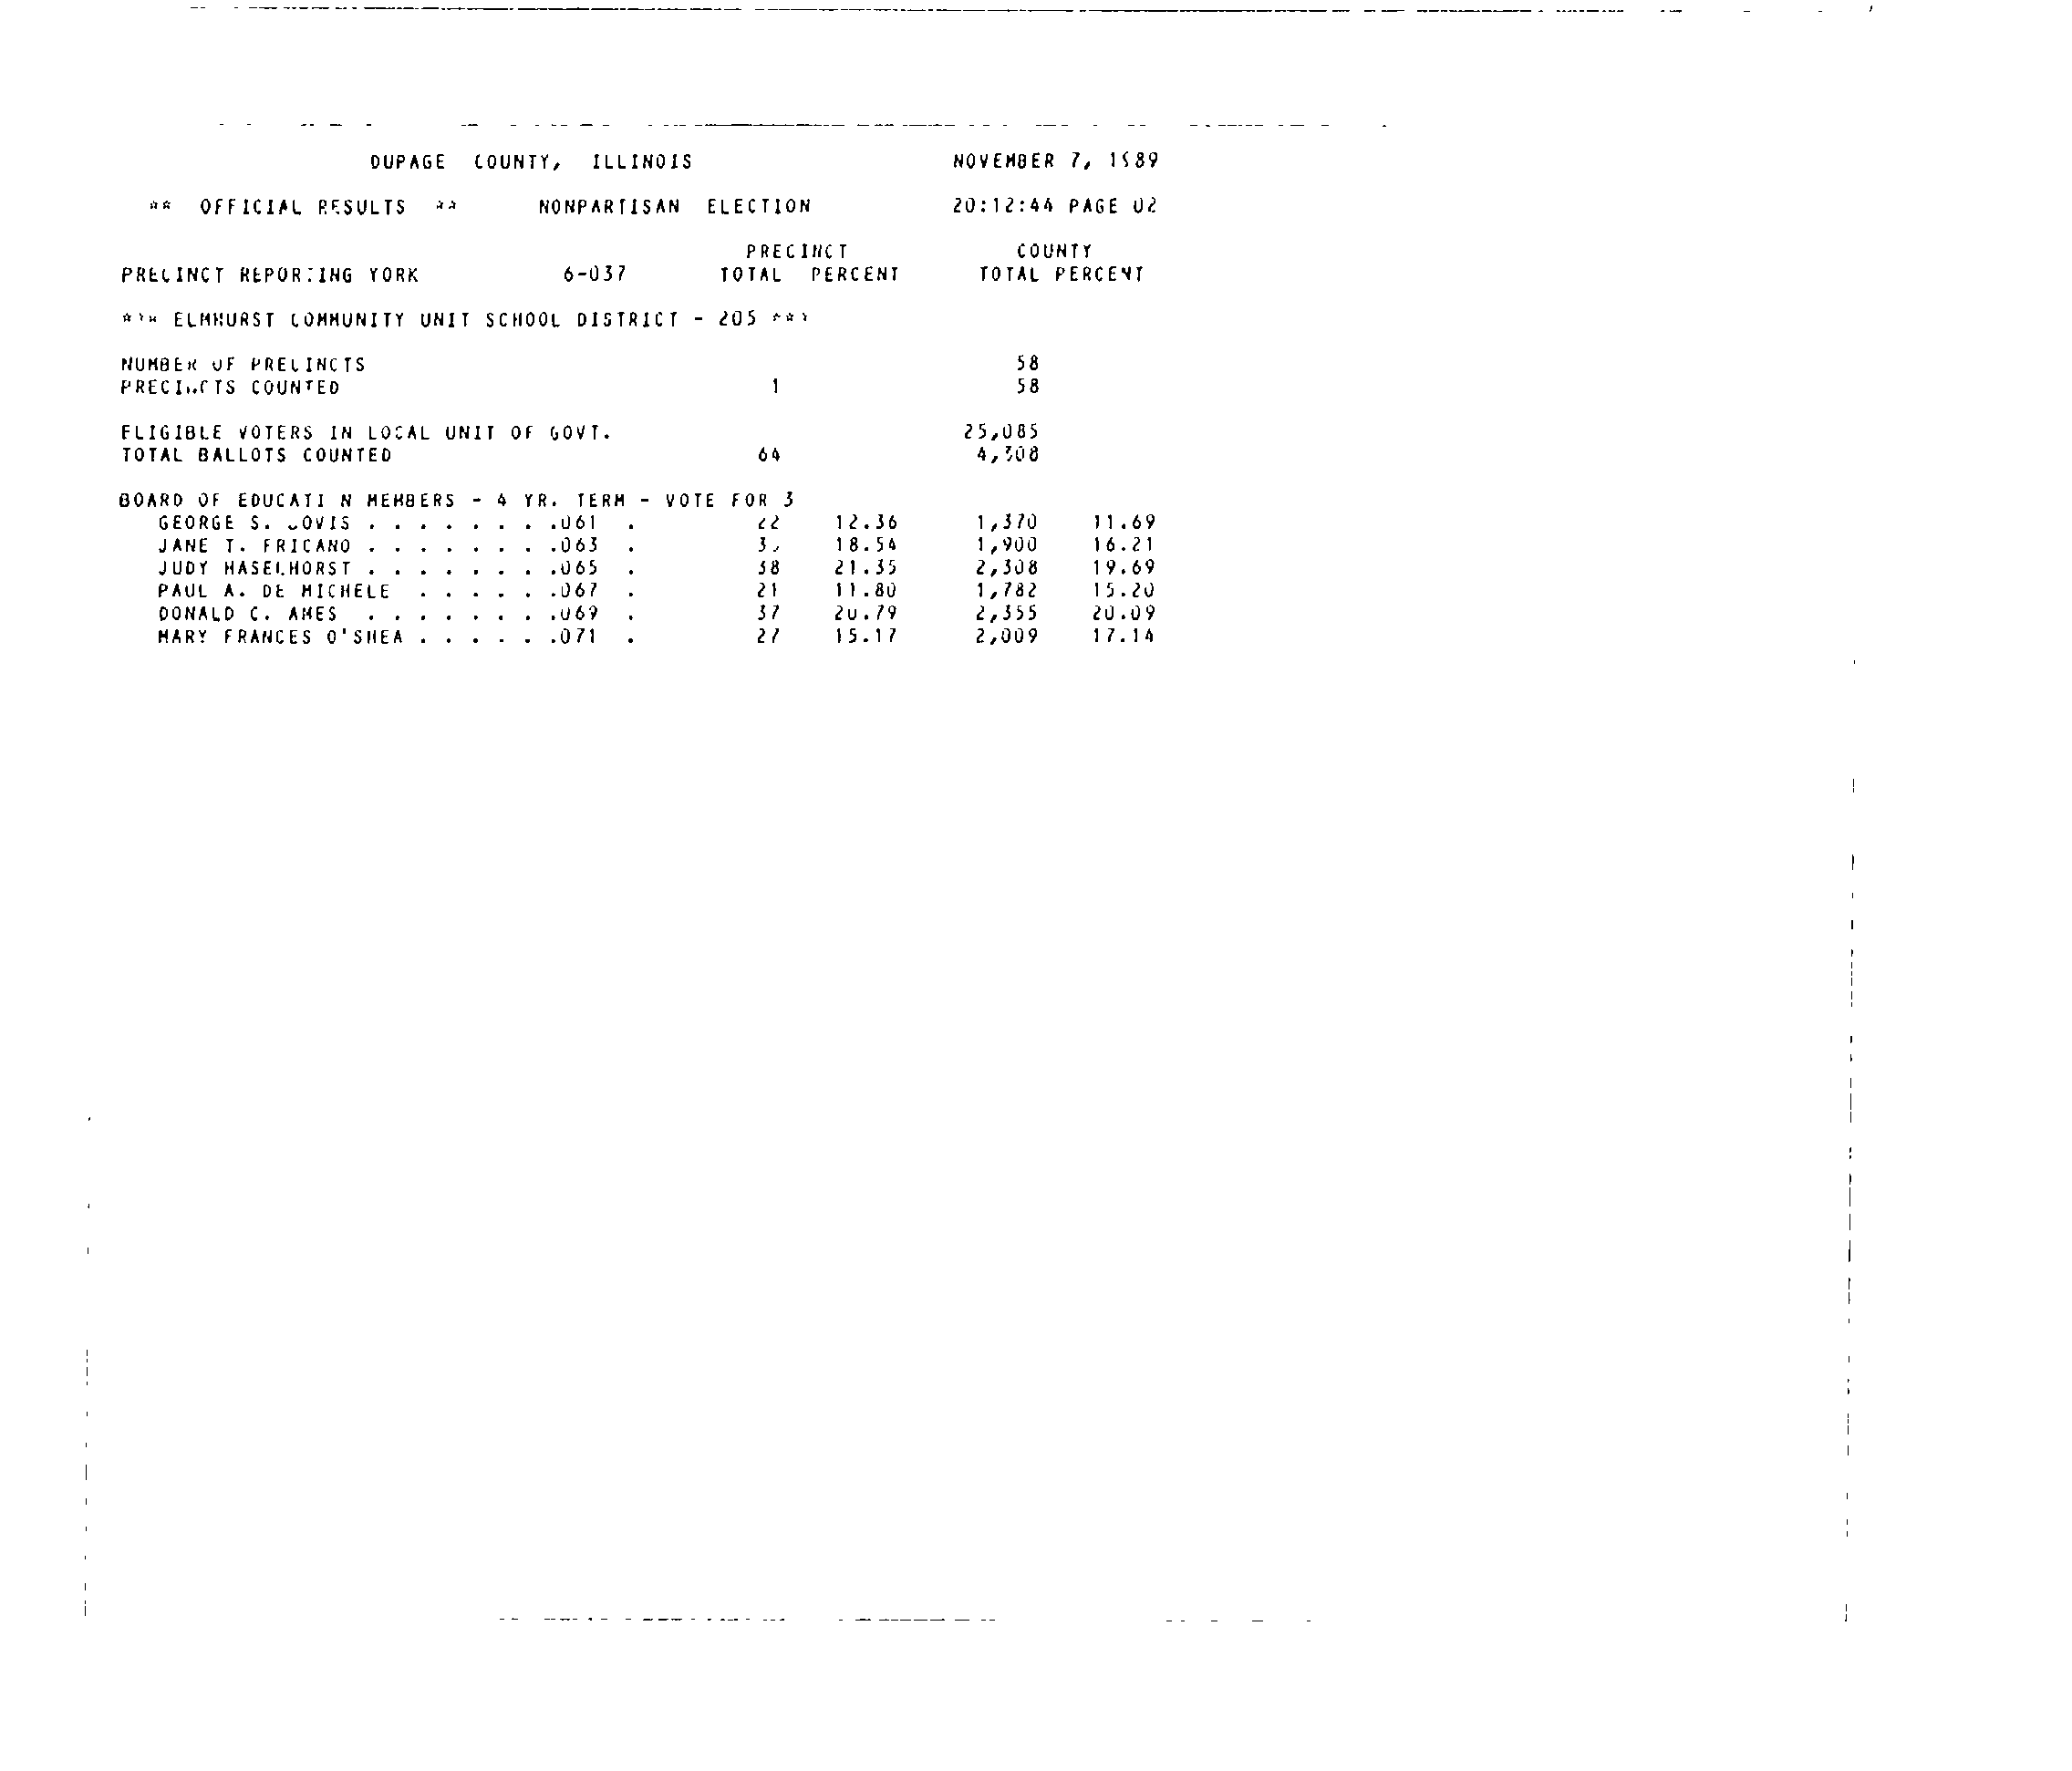 DUPAGE COUNTY, ILLINOIS NOVEMBER 7, 1989
** OFFICIAL RESULTS ** NONPARTISAN ELECTION 20:12:44 PAGE 02
PRECINCT COUNTY
PRECINCT REPORTING YORK 6-037 TOTAL PERCENT TOTAL PERCENT
*** ELMHURST COMMUNITY UNIT SCHOOL DISTRICT - 205 ***
NUMBER OF PRECINCTS 58
PRECINCTS COUNTED 1 58
ELIGIBLE VOTERS IN LOCAL UNIT OF GOVT. 25,085
TOTAL BALLOTS COUNTED 64 4,308
BOARD OF EDUCATI N MEMBERS - 4 YR. TERM - VOTE FOR 3
GEORGE S. . . . . . . . .061 . 22 12.36 1,370 11.69
JANE T. FRICANO . . . . . . . .063 . 18.54 1,900 16.21
JUDY HASELHORST . . . . . . . .065 . 38 21.35 2,308 19.69
PAUL A. DE MICHELE . . . . . .067 . 21 11.80 1,782 15.20
DONALD C. AMES . . . . . . . .069 . 37 20.79 2,355 20.09
MARY FRANCES O'SHEA . . . . . .071 . 27 15.17 2,009 17.14